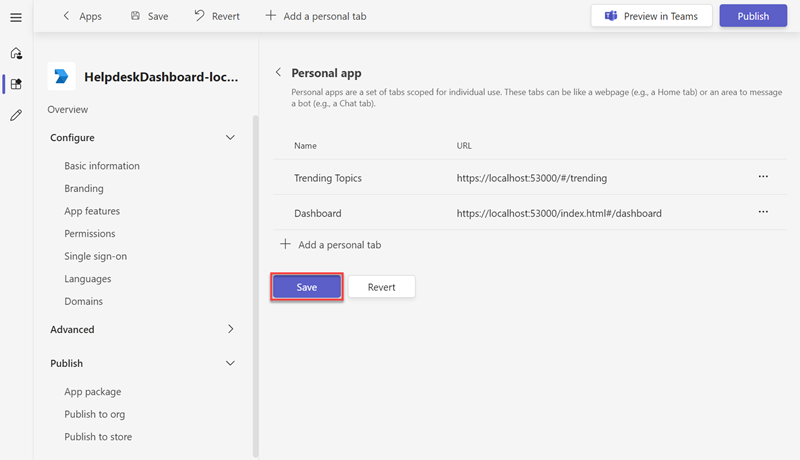 Apps
Save
Revert
Add a personal tab
Preview in Teams
Publish
HelpdeskDashboard-loc...
Overview
Configure
Basic information
Branding
App features
Permissions
Single sign-on
Languages
Domains
Advanced
Publish
App package
Publish to org
Publish to store
Personal app
Personal apps are a set of tabs scoped for individual use. These tabs can be like a webpage (e.g., a Home tab) or an area to message
a bot (e.g., a Chat tab).
Name URL
Trending Topics https://localhost:53000/#/trending
Dashboard https://localhost:53000/index.html#/dashboard
Add a personal tab
Save
Revert